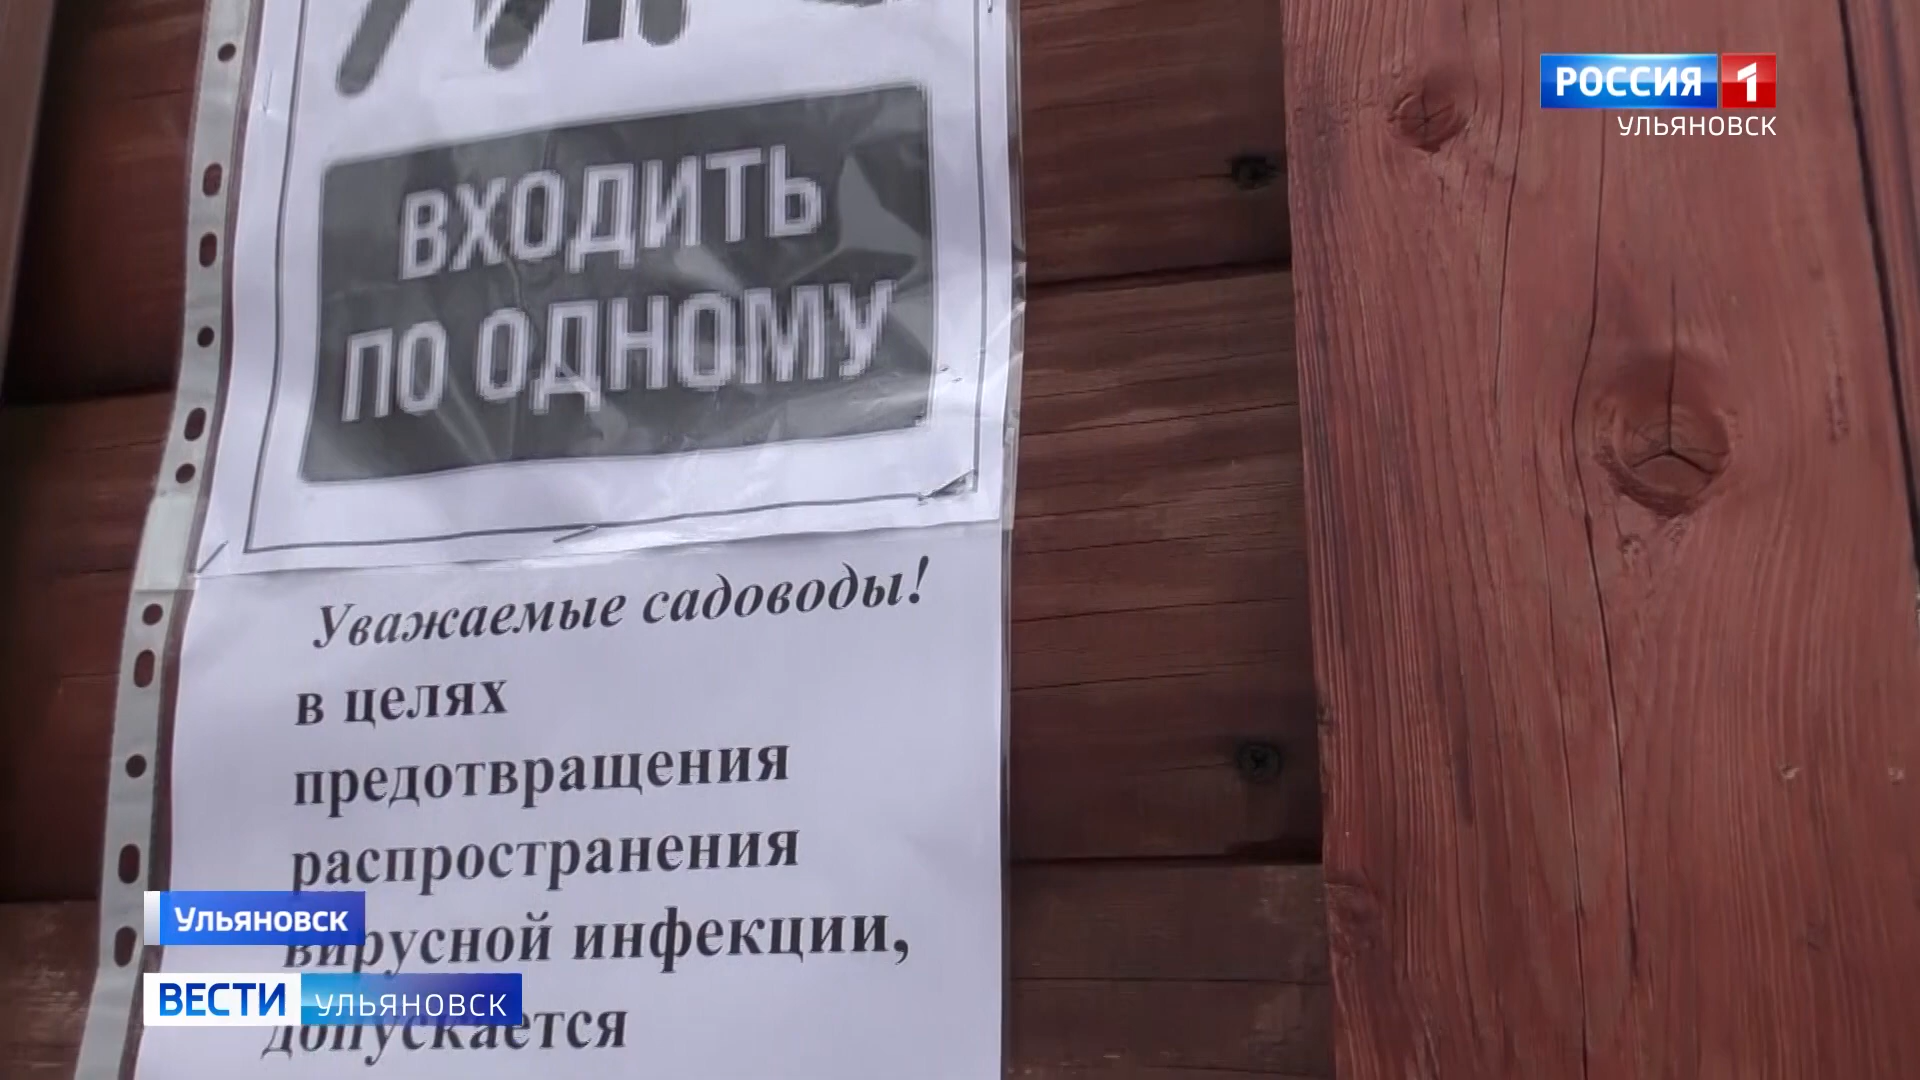 РОССИЯ 1
УЛЬЯНОВСК
ВХОДИТЬ
ПО ОДНОМУ
Уважаемые садоводы!
в целях
предотвращения
распространения
Ульяновск
вирусной инфекции,
ВЕСТИ УЛЬЯНОВСК
допускается